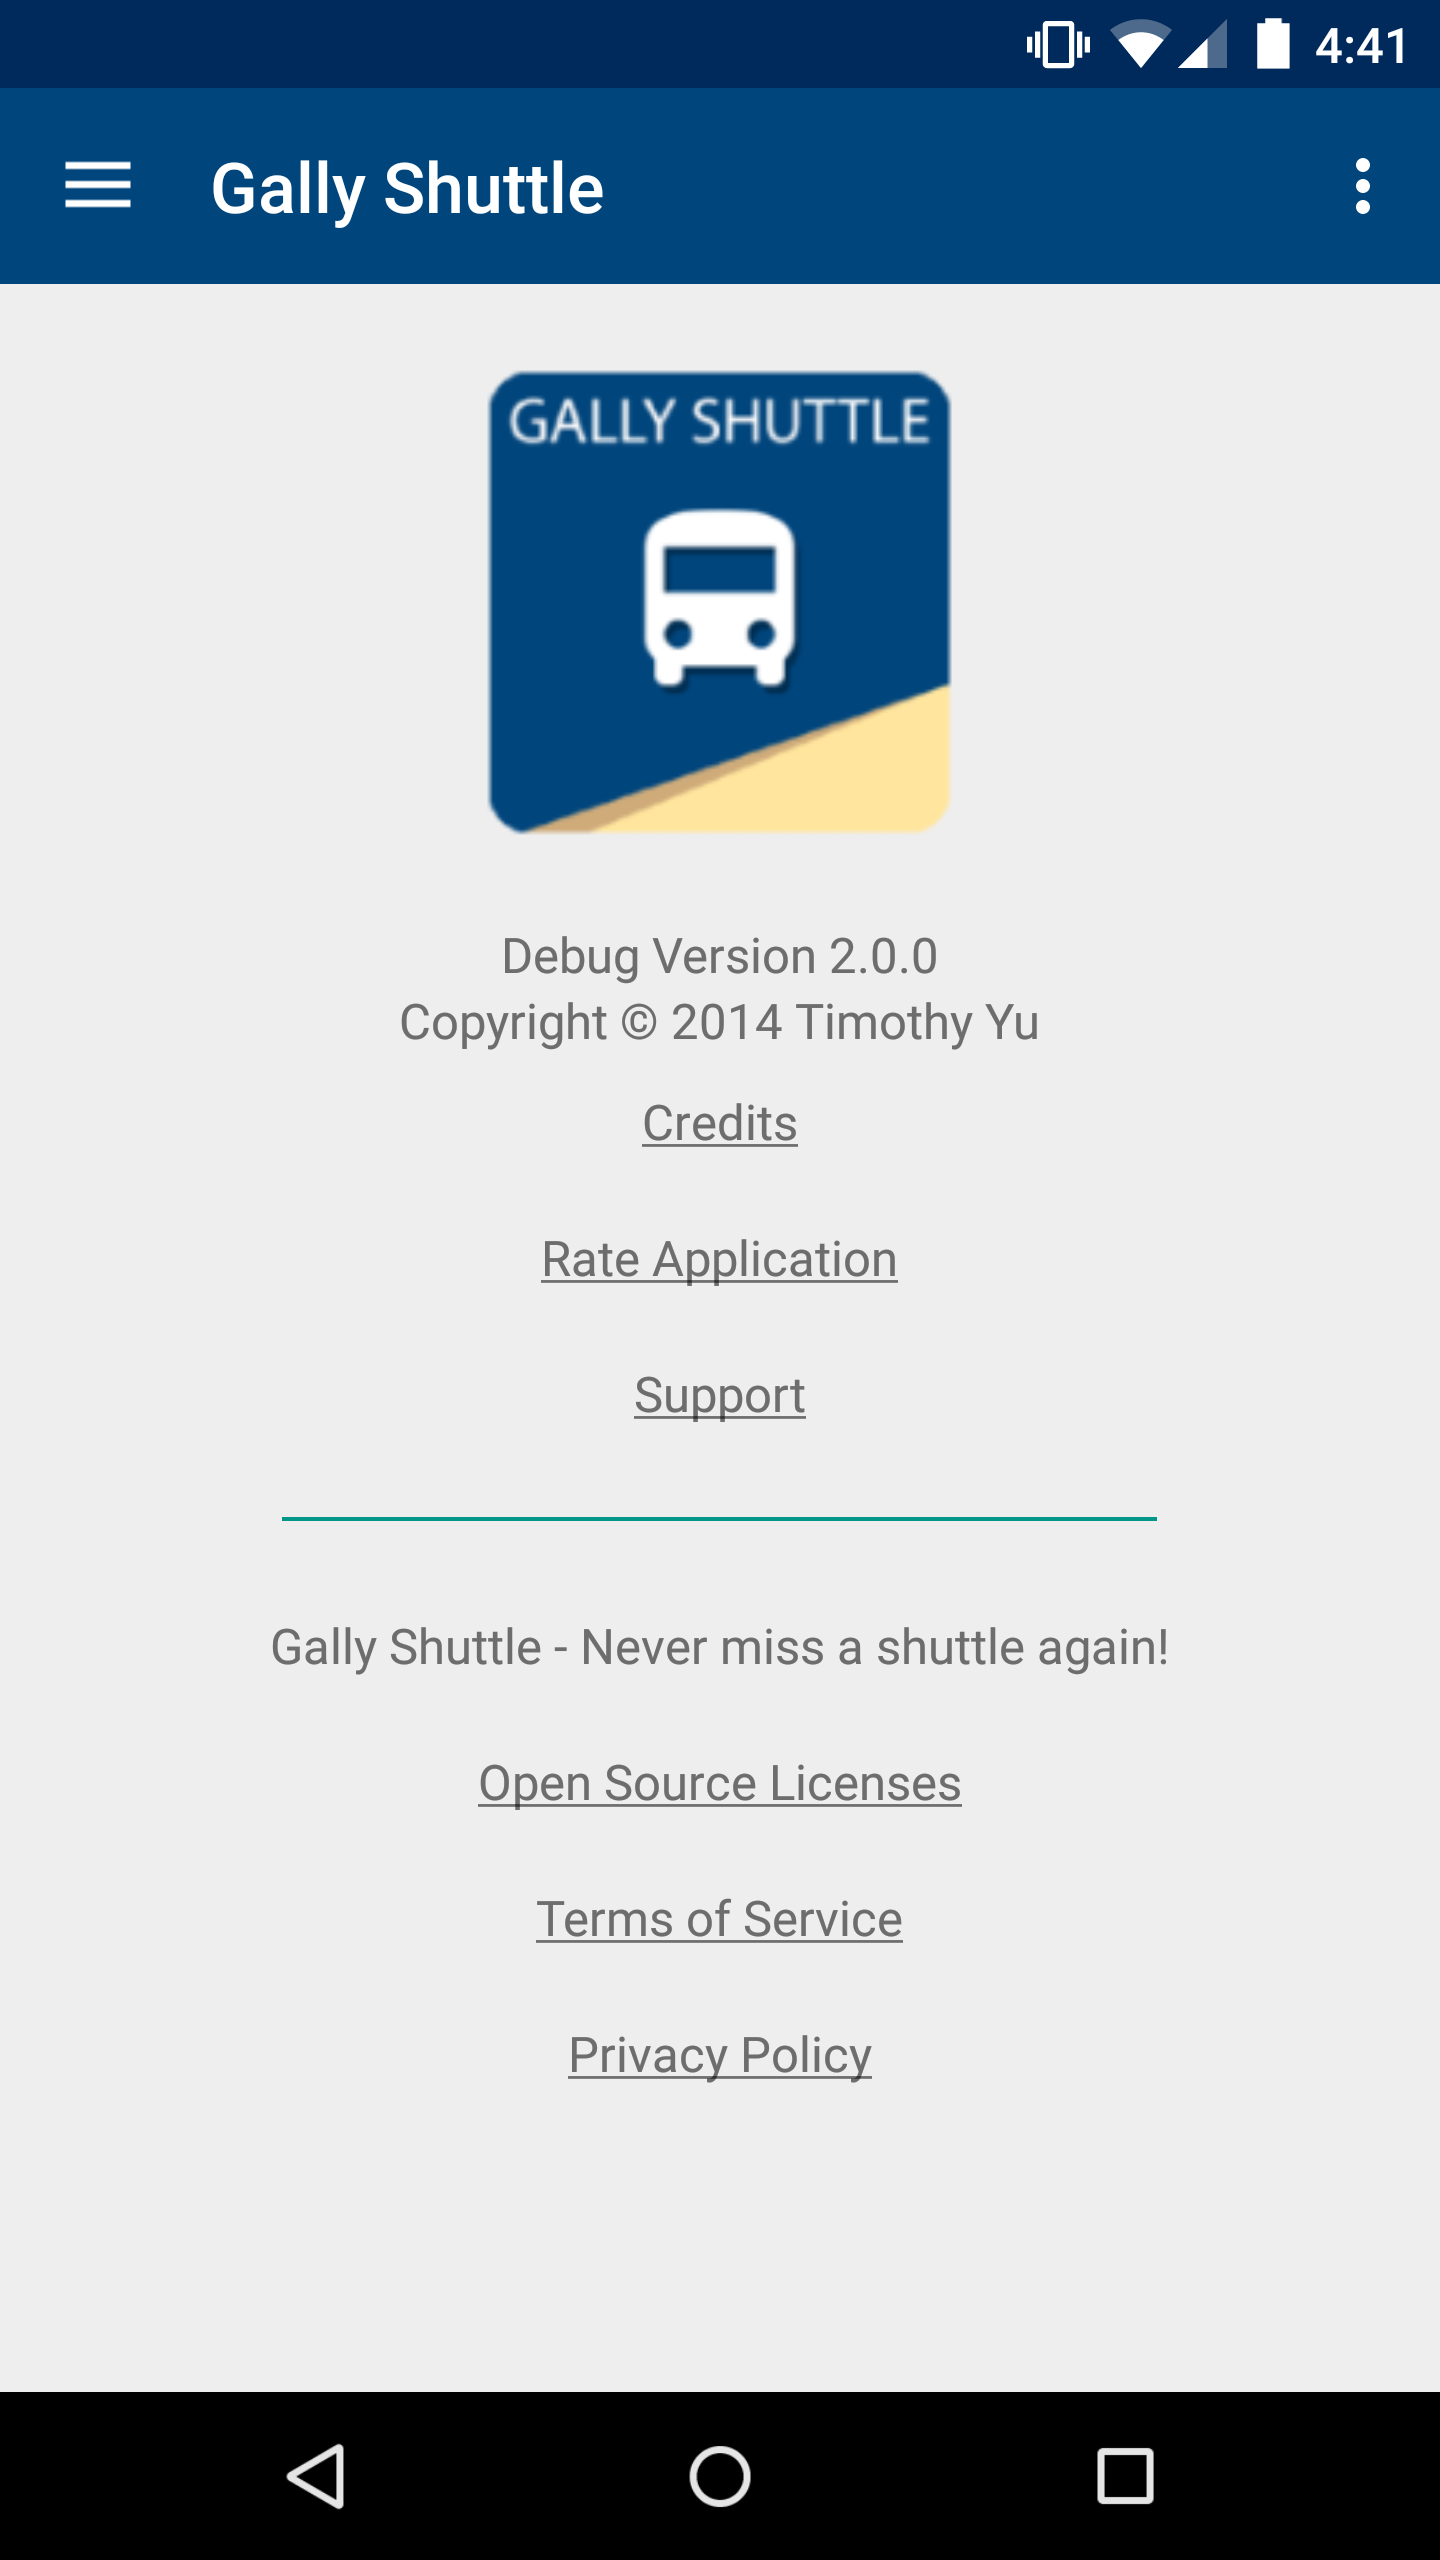 4:41
Gally Shuttle
GALLY SHUTTLE
Debug Version 2.0.0
Copyright © 2014 Timothy Yu
Credits
Rate Application
Support
Gally Shuttle - Never miss a shuttle again!
Open Source Licenses
Terms of Service
Privacy Policy